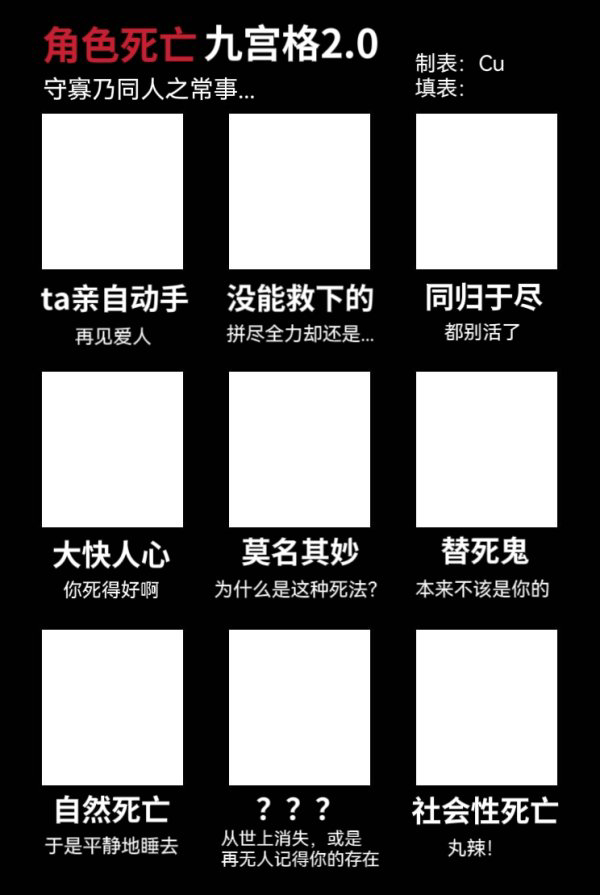 角色死亡 九宫格2.0
守寡乃同人之常事...
制表：Cu
填表：
ta亲自动手
再见爱人
没能救下的
拼尽全力却还是...
同归于尽
都别活了
大快人心
你死得好啊
莫名其妙
为什么是这种死法？
替死鬼
本来不该是你的
自然死亡
于是平静地睡去
？？？
从世上消失，或是
再无人记得你的存在
社会性死亡
丸辣！